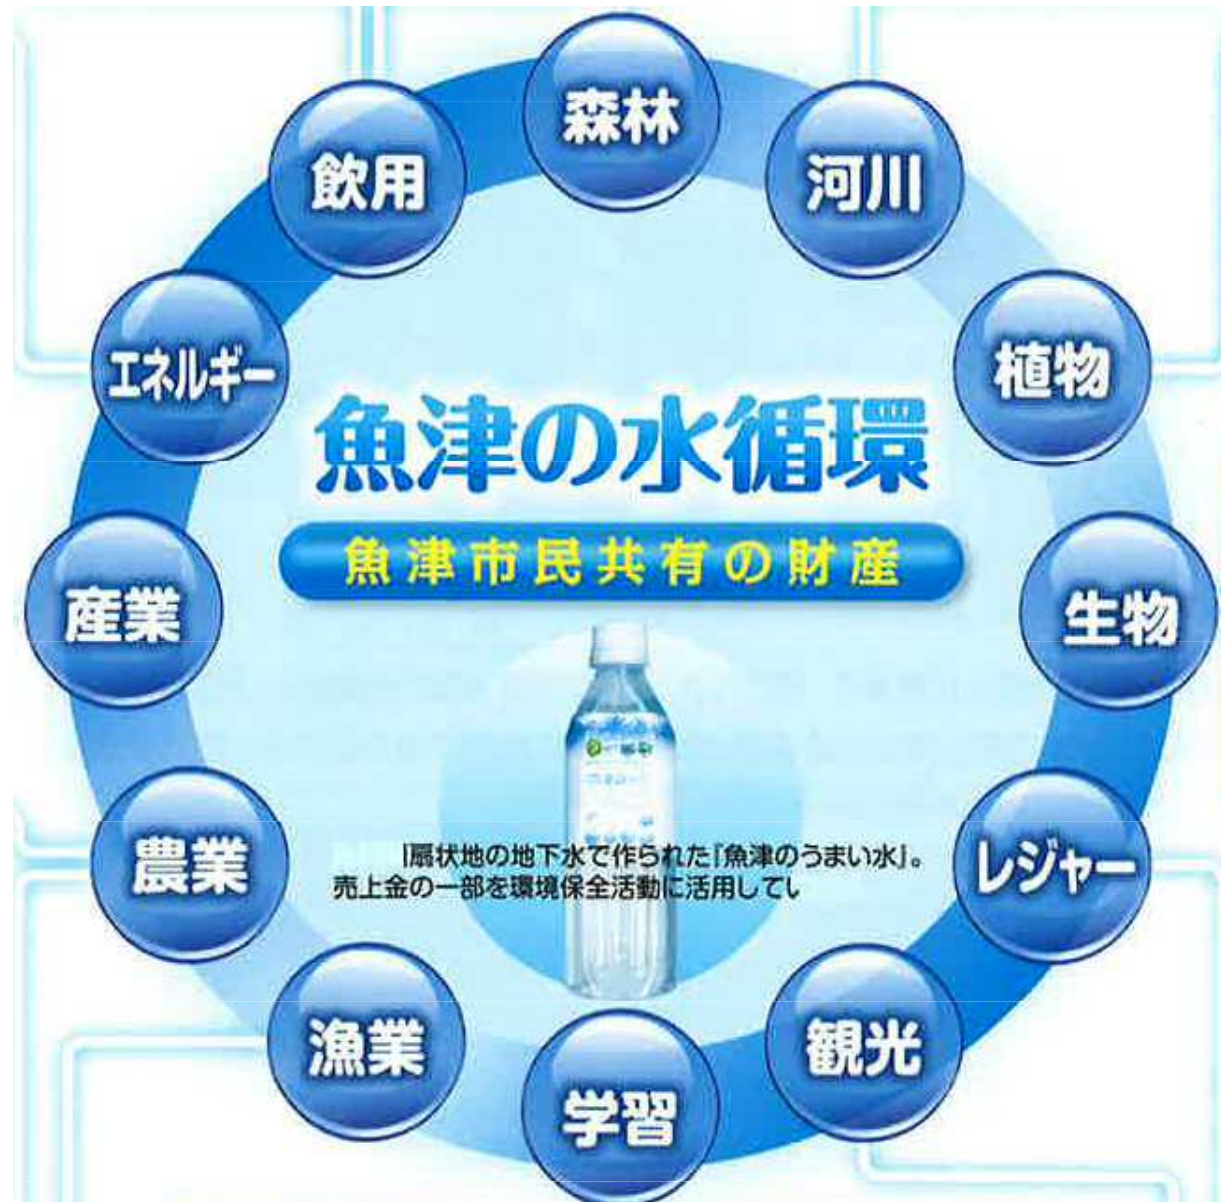 森林
河川
植物
生物
レジャー
観光
学習
漁業
農業
産業
エネルギー
飲用
魚津の水循環
魚津市民共有の財産
扇状地の地下水で作られた『魚津のうまい水』。
売上金の一部を環境保全活動に活用してい